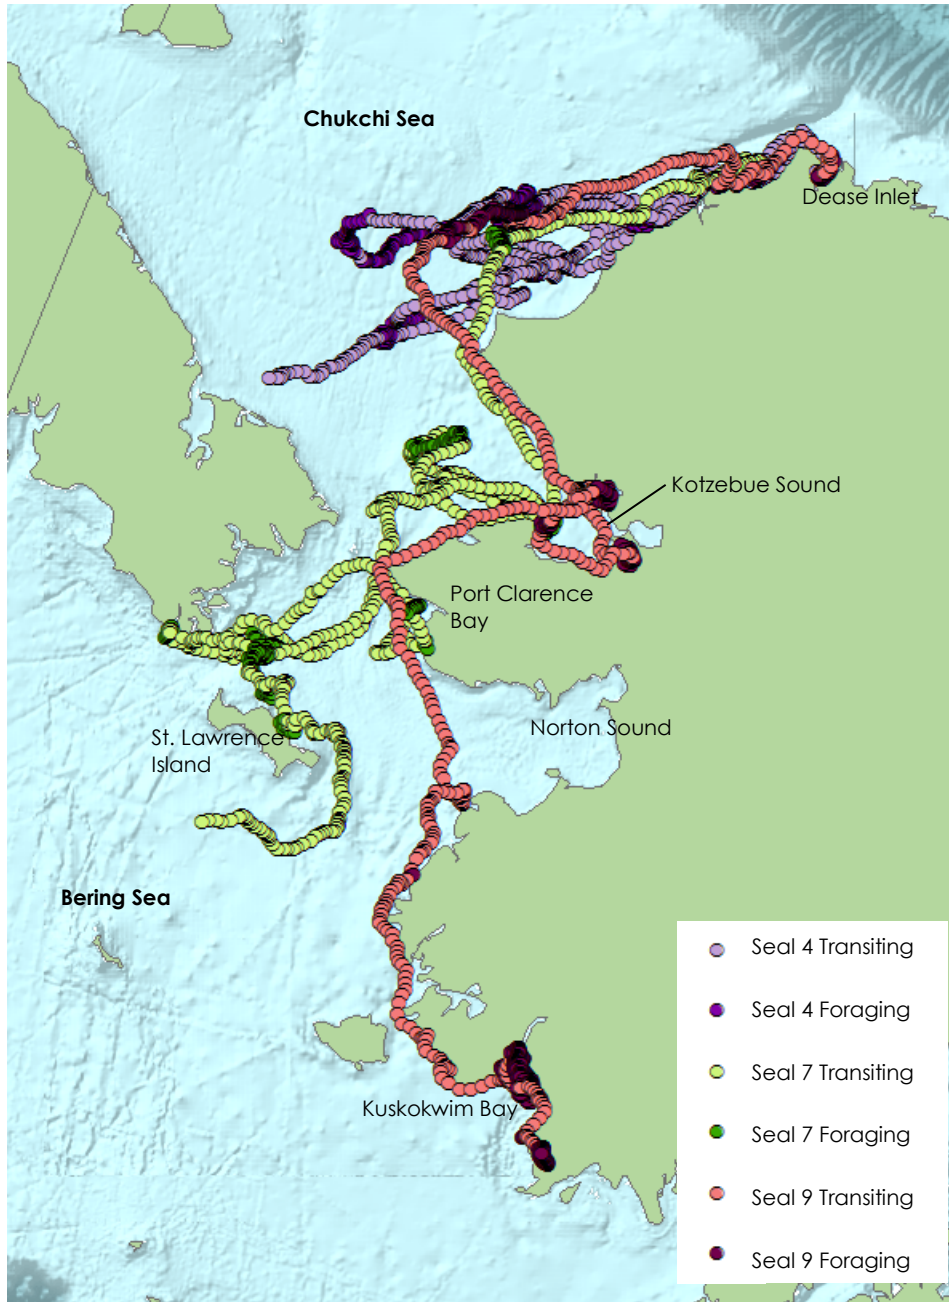 Chukchi Sea
Dease Inlet
Kotzebue Sound
Port Clarence
Bay
Norton Sound
St. Lawrence
Island
Bering Sea
Kuskokwim Bay
Seal 4 Transiting
Seal 4 Foraging
Seal 7 Transiting
Seal 7 Foraging
Seal 9 Transiting
Seal 9 Foraging